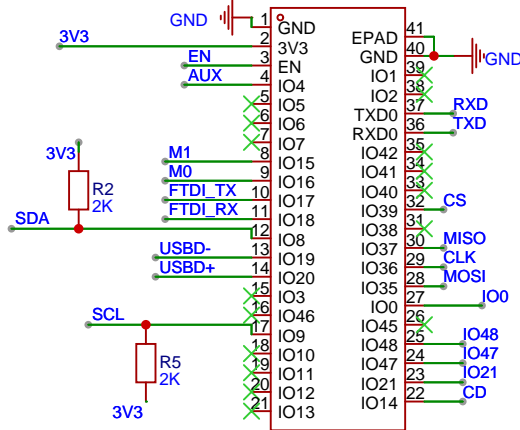 GND 1 GND EPAD 41
3V3 2 3V3 GND 40 GND
EN 3 EN IO1 39
AUX 4 IO4 IO2 38
5 IO5 TXD0 37 RXD
6 IO6 RXD0 36 TXD
7 IO7 IO42 35
M1 8 IO15 IO41 34
M0 9 IO16 IO40 33
FTDI_TX 10 IO17 IO39 32 CS
FTDI_RX 11 IO18 IO38 31
SDA 12 IO8 IO37 30 MISO
USBD- 13 IO19 IO36 29 CLK
USBD+ 14 IO20 IO35 28 MOSI
15 IO3 IO0 27 IO0
16 IO46 IO45 26
SCL 17 IO9 IO48 25 IO48
18 IO10 IO47 24 IO47
19 IO11 IO21 23 IO21
20 IO12 IO14 22 CD
21 IO13
3V3
R2
2K
R5
2K
3V3